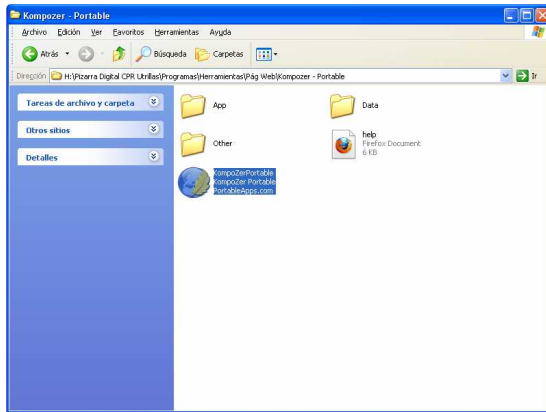 Kompozer - Portable
Archivo Edición Ver Favoritos Herramientas Ayuda
Atrás Búsqueda Carpetas
Dirección H:\Pizarra Digital CPR Utrillas\Programas\Herramientas\Pág Web\Kompozer - Portable Ir
Tareas de archivo y carpeta
Otros sitios
Detalles
App
Data
Other
help
Firefox Document
6 KB
KompoZerPortable
KompoZer Portable
PortableApps.com